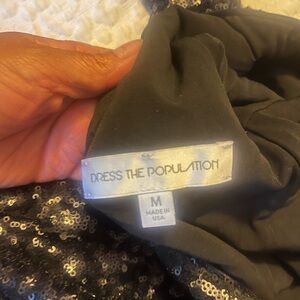 DRESS THE POPULATION
M
MADE IN
USA